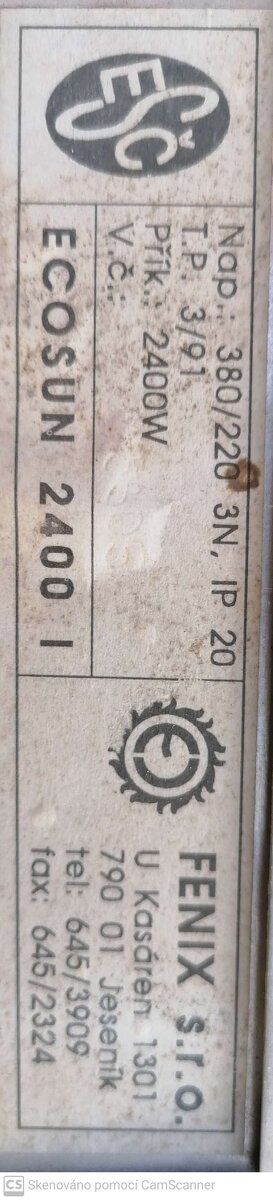 ESČ
Nap.: 380/220 3N, IP 20
T.P.: 3/91
Přík.: 2400W
V.č.:
ECOSUN 2400 I
FENIX s.r.o.
U Kasáren 1301
790 01 Jeseník
tel: 645/3909
fax: 645/2324
CS Skenováno pomocí CamScanner